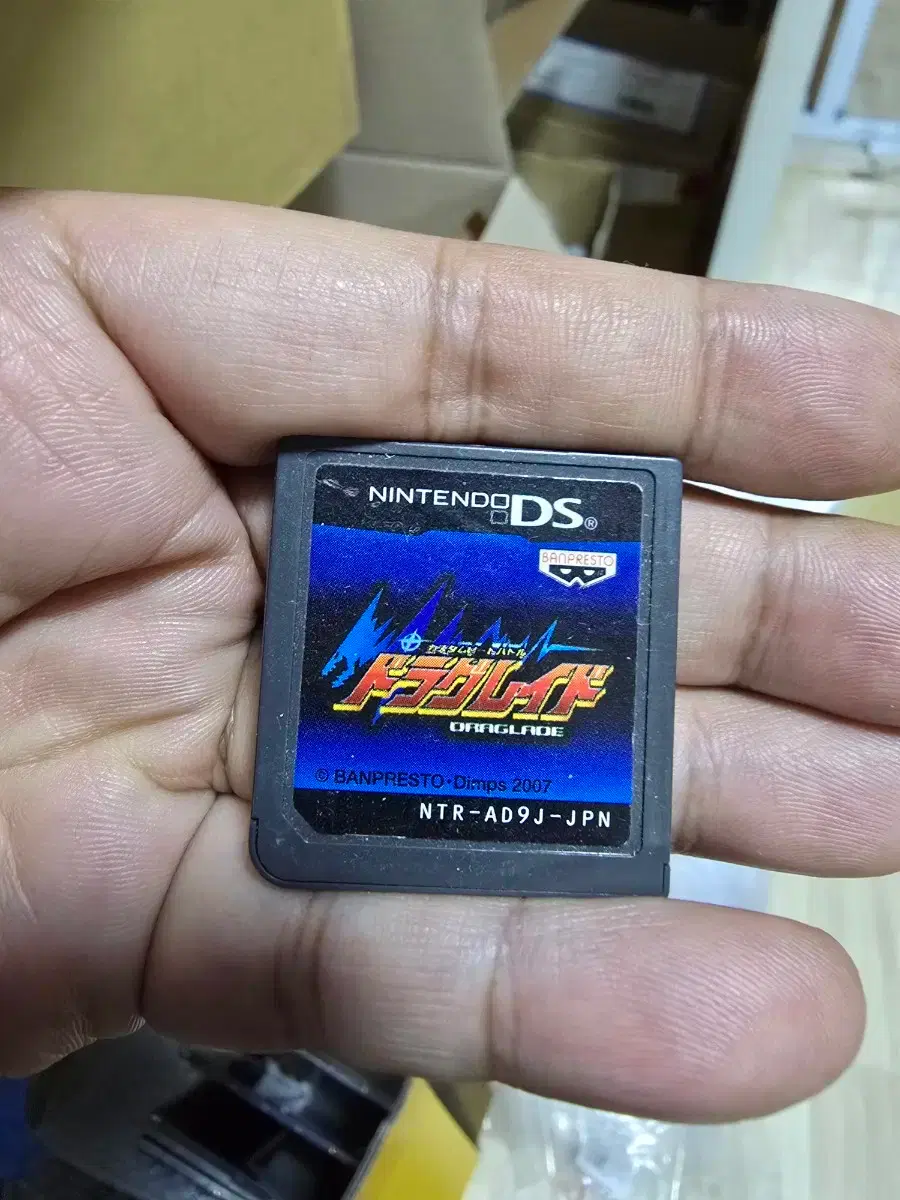 NINTENDO DS®
BANPRESTO
ドラグレイド
DRAGLADE
© BANPRESTO・Dimps 2007
NTR-AD9J-JPN